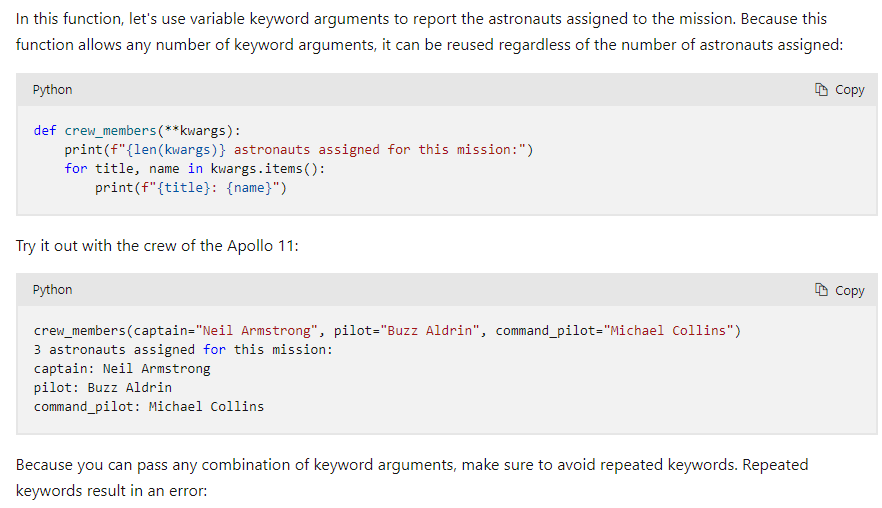 In this function, let's use variable keyword arguments to report the astronauts assigned to the mission. Because this
function allows any number of keyword arguments, it can be reused regardless of the number of astronauts assigned:
Python
Copy
def crew_members(**kwargs):
    print(f"{len(kwargs)} astronauts assigned for this mission:")
    for title, name in kwargs.items():
        print(f"{title}: {name}")
Try it out with the crew of the Apollo 11:
Python
Copy
crew_members(captain="Neil Armstrong", pilot="Buzz Aldrin", command_pilot="Michael Collins")
3 astronauts assigned for this mission:
captain: Neil Armstrong
pilot: Buzz Aldrin
command_pilot: Michael Collins
Because you can pass any combination of keyword arguments, make sure to avoid repeated keywords. Repeated
keywords result in an error: